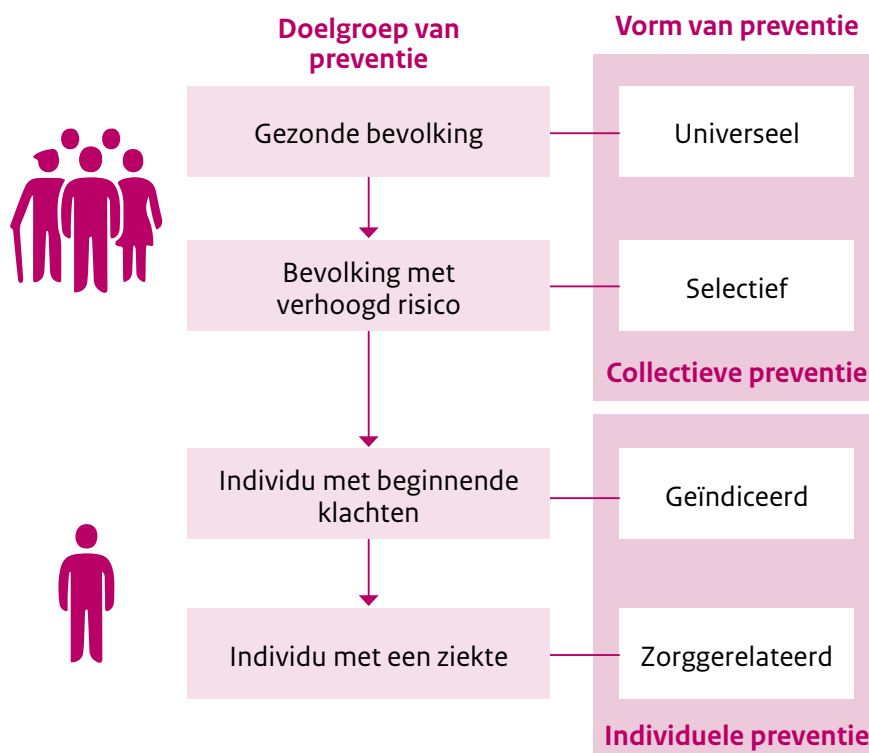 Doelgroep van
preventie
Vorm van preventie
Gezonde bevolking
Universeel
Bevolking met
verhoogd risico
Selectief
Collectieve preventie
Individu met beginnende
klachten
Geïndiceerd
Individu met een ziekte
Zorggerelateerd
Individuele preventie